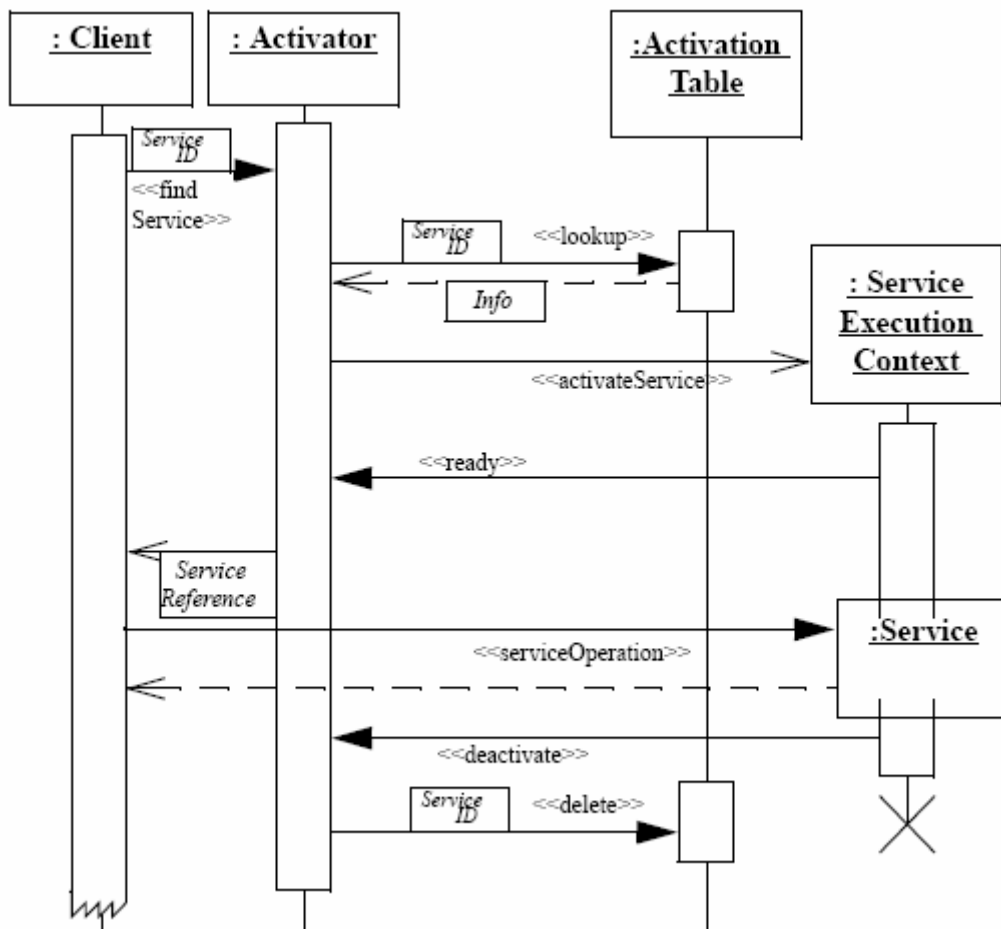 : Client
: Activator
:Activation
Table
Service
ID
<<find
Service>>
Service
ID
<<lookup>>
Info
: Service
Execution
Context
<<activateService>>
<<ready>>
Service
Reference
:Service
<<serviceOperation>>
<<deactivate>>
Service
ID
<<delete>>